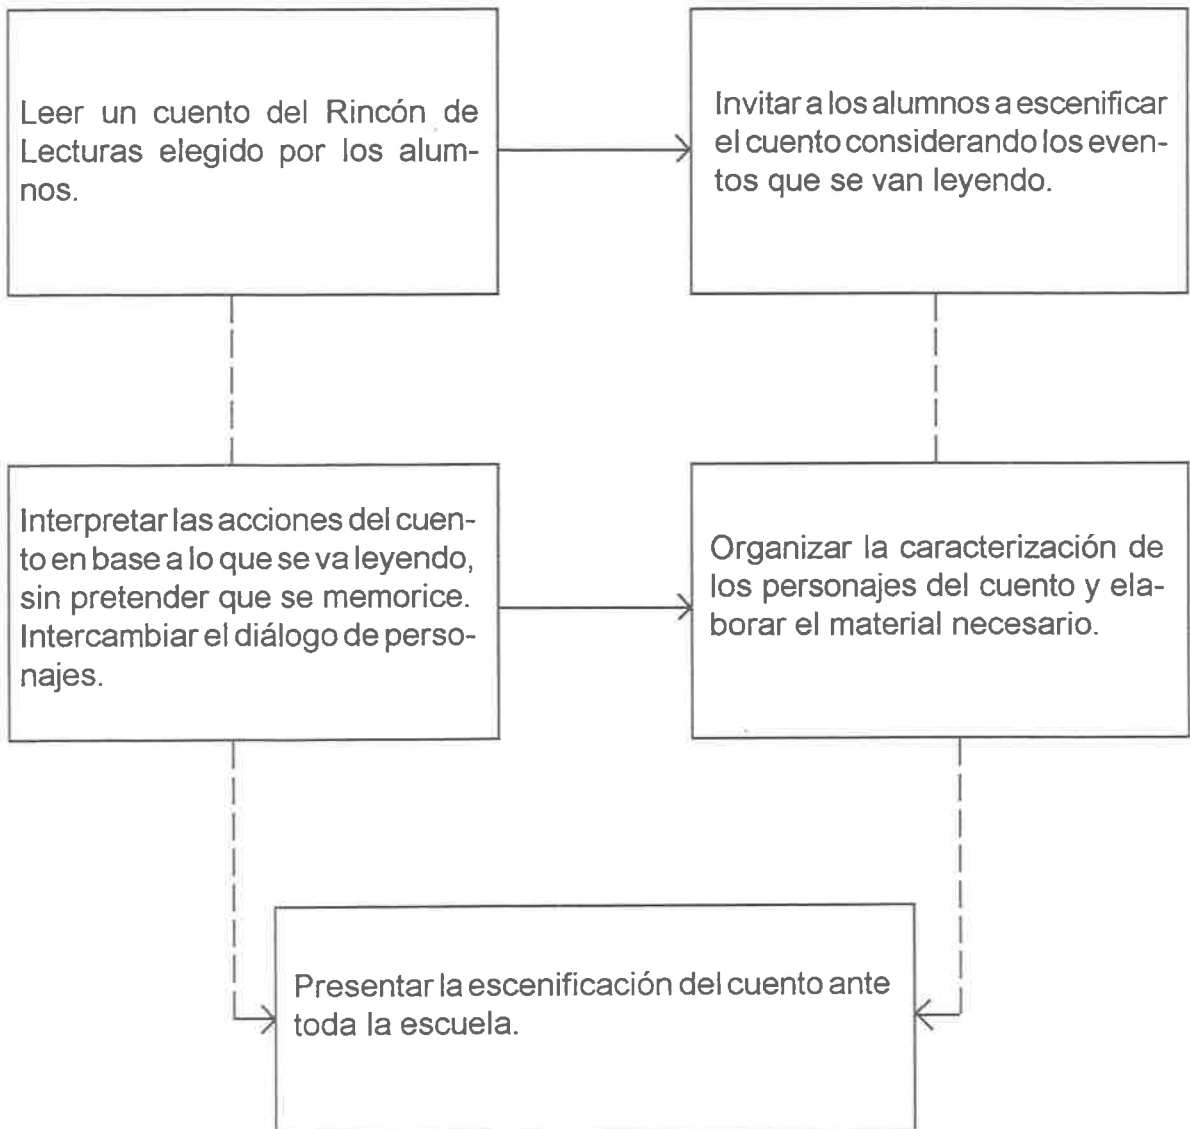 Leer un cuento del Rincón de
Lecturas elegido por los alum-
nos.
Invitar a los alumnos a escenificar
el cuento considerando los even-
tos que se van leyendo.
Interpretar las acciones del cuen-
to en base a lo que se va leyendo,
sin pretender que se memorice.
Intercambiar el diálogo de perso-
najes.
Organizar la caracterización de
los personajes del cuento y ela-
borar el material necesario.
Presentar la escenificación del cuento ante
toda la escuela.